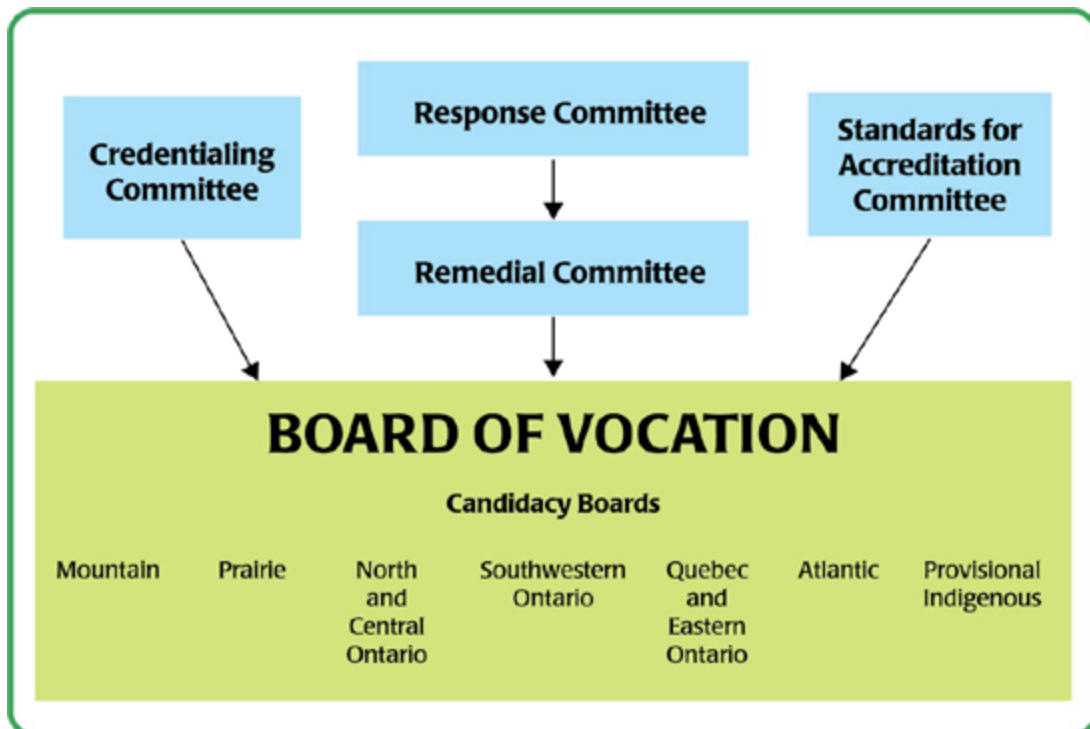 Credentialing
Committee
Response Committee
Remedial Committee
Standards for
Accreditation
Committee
BOARD OF VOCATION
Candidacy Boards
Mountain
Prairie
North
and
Central
Ontario
Southwestern
Ontario
Quebec
and
Eastern
Ontario
Atlantic
Provisional
Indigenous